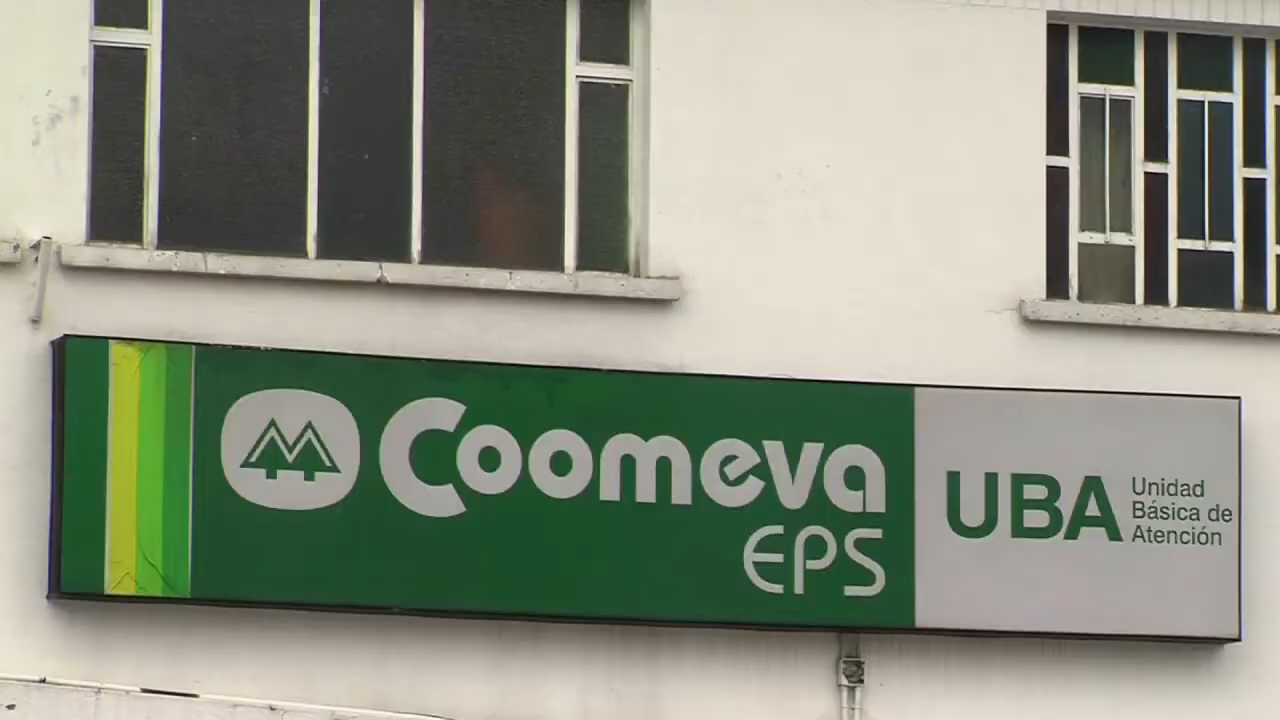 Coomeva
EPS
UBA
Unidad
Básica de
Atención